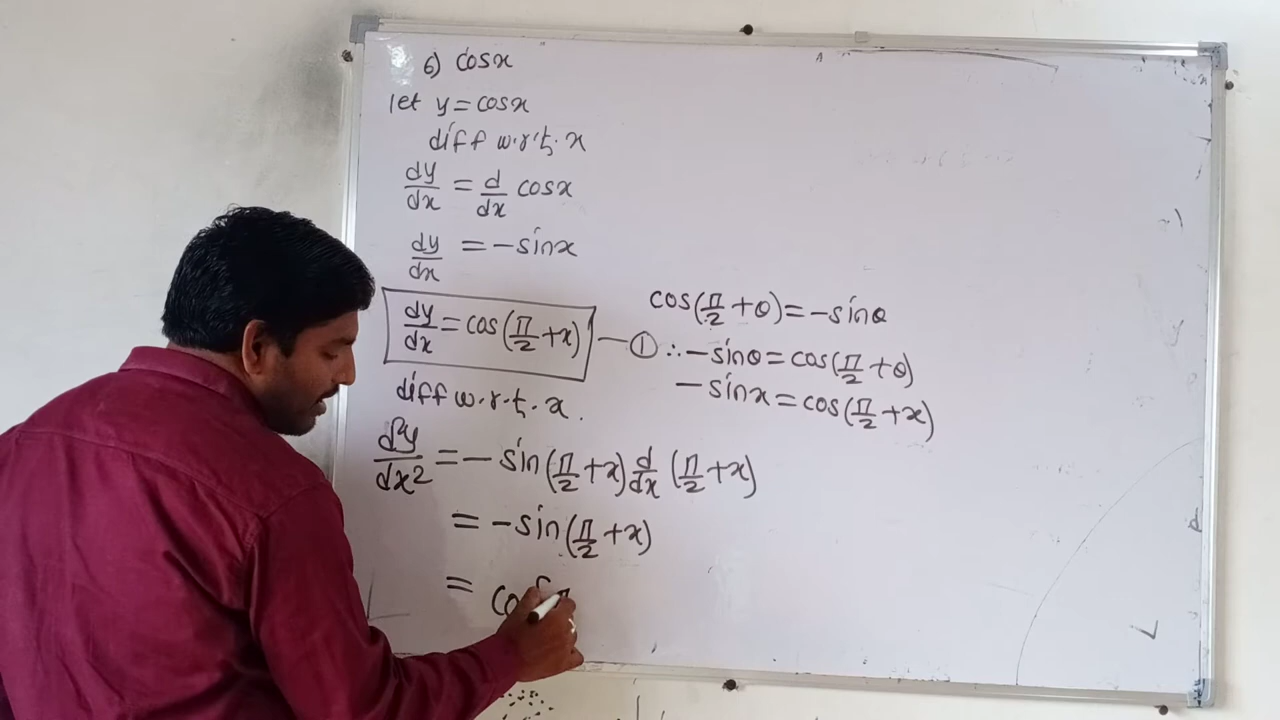 6) cosx
let y = cosx
diff w.r.t. x
dy/dx = d/dx cosx
dy/dx = -sinx
dy/dx = cos(π/2 + x) — ①
cos(π/2 + θ) = -sinθ
∴ -sinθ = cos(π/2 + θ)
-sinx = cos(π/2 + x)
diff w.r.t. x.
d²y/dx² = - sin(π/2 + x) d/dx (π/2 + x)
= -sin(π/2 + x)
=